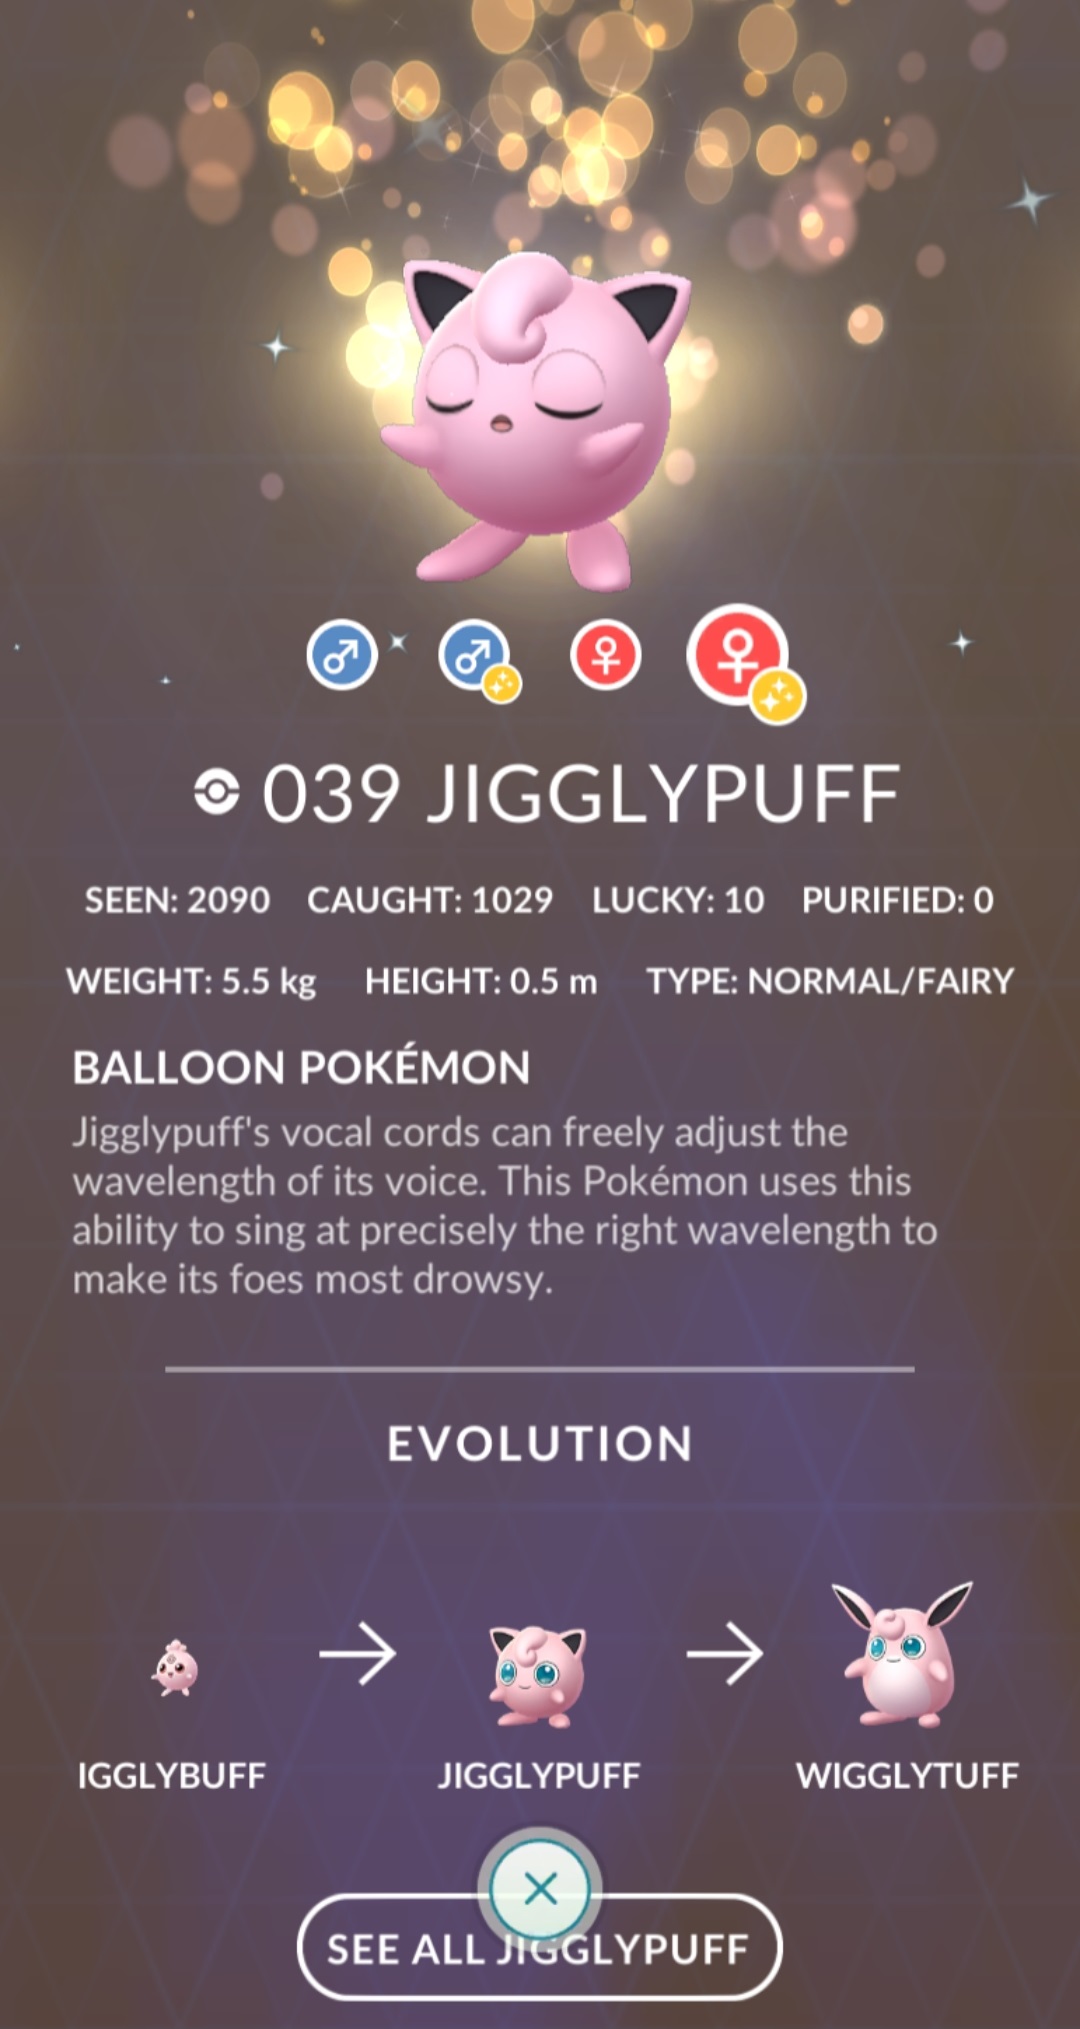 039 JIGGLYPUFF
SEEN: 2090 CAUGHT: 1029 LUCKY: 10 PURIFIED: 0
WEIGHT: 5.5 kg HEIGHT: 0.5 m TYPE: NORMAL/FAIRY
BALLOON POKÉMON
Jigglypuff's vocal cords can freely adjust the
wavelength of its voice. This Pokémon uses this
ability to sing at precisely the right wavelength to
make its foes most drowsy.
EVOLUTION
IGGLYBUFF JIGGLYPUFF WIGGLYTUFF
SEE ALL JIGGLYPUFF